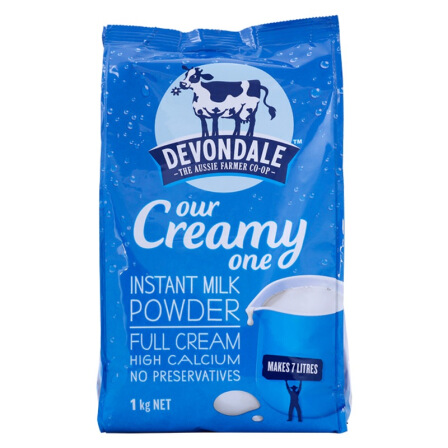 DEVONDALE™
- THE AUSSIE FARMER CO-OP -
our
Creamy
one
INSTANT MILK
POWDER
FULL CREAM
HIGH CALCIUM
NO PRESERVATIVES
MAKES 7 LITRES
1 kg NET